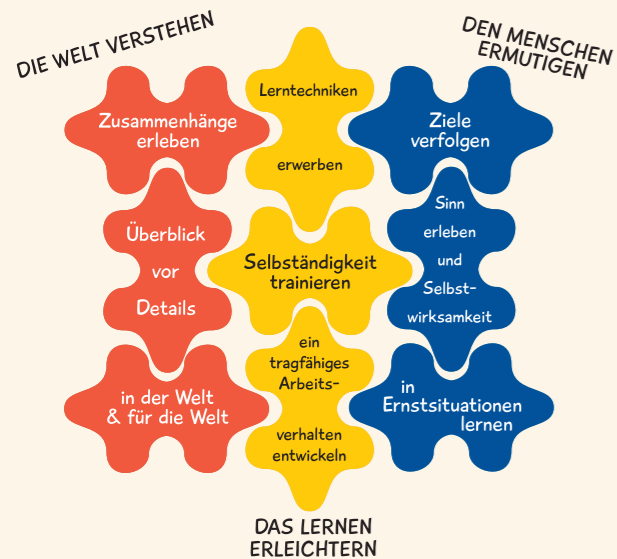 DIE WELT VERSTEHEN
DEN MENSCHEN
ERMUTIGEN
Zusammenhänge
erleben
Lerntechniken
erwerben
Ziele
verfolgen
Überblick
vor
Details
Selbständigkeit
trainieren
Sinn
erleben
und
Selbst-
wirksamkeit
in der Welt
& für die Welt
ein
tragfähiges
Arbeits-
verhalten
entwickeln
in
Ernstsituationen
lernen
DAS LERNEN
ERLEICHTERN